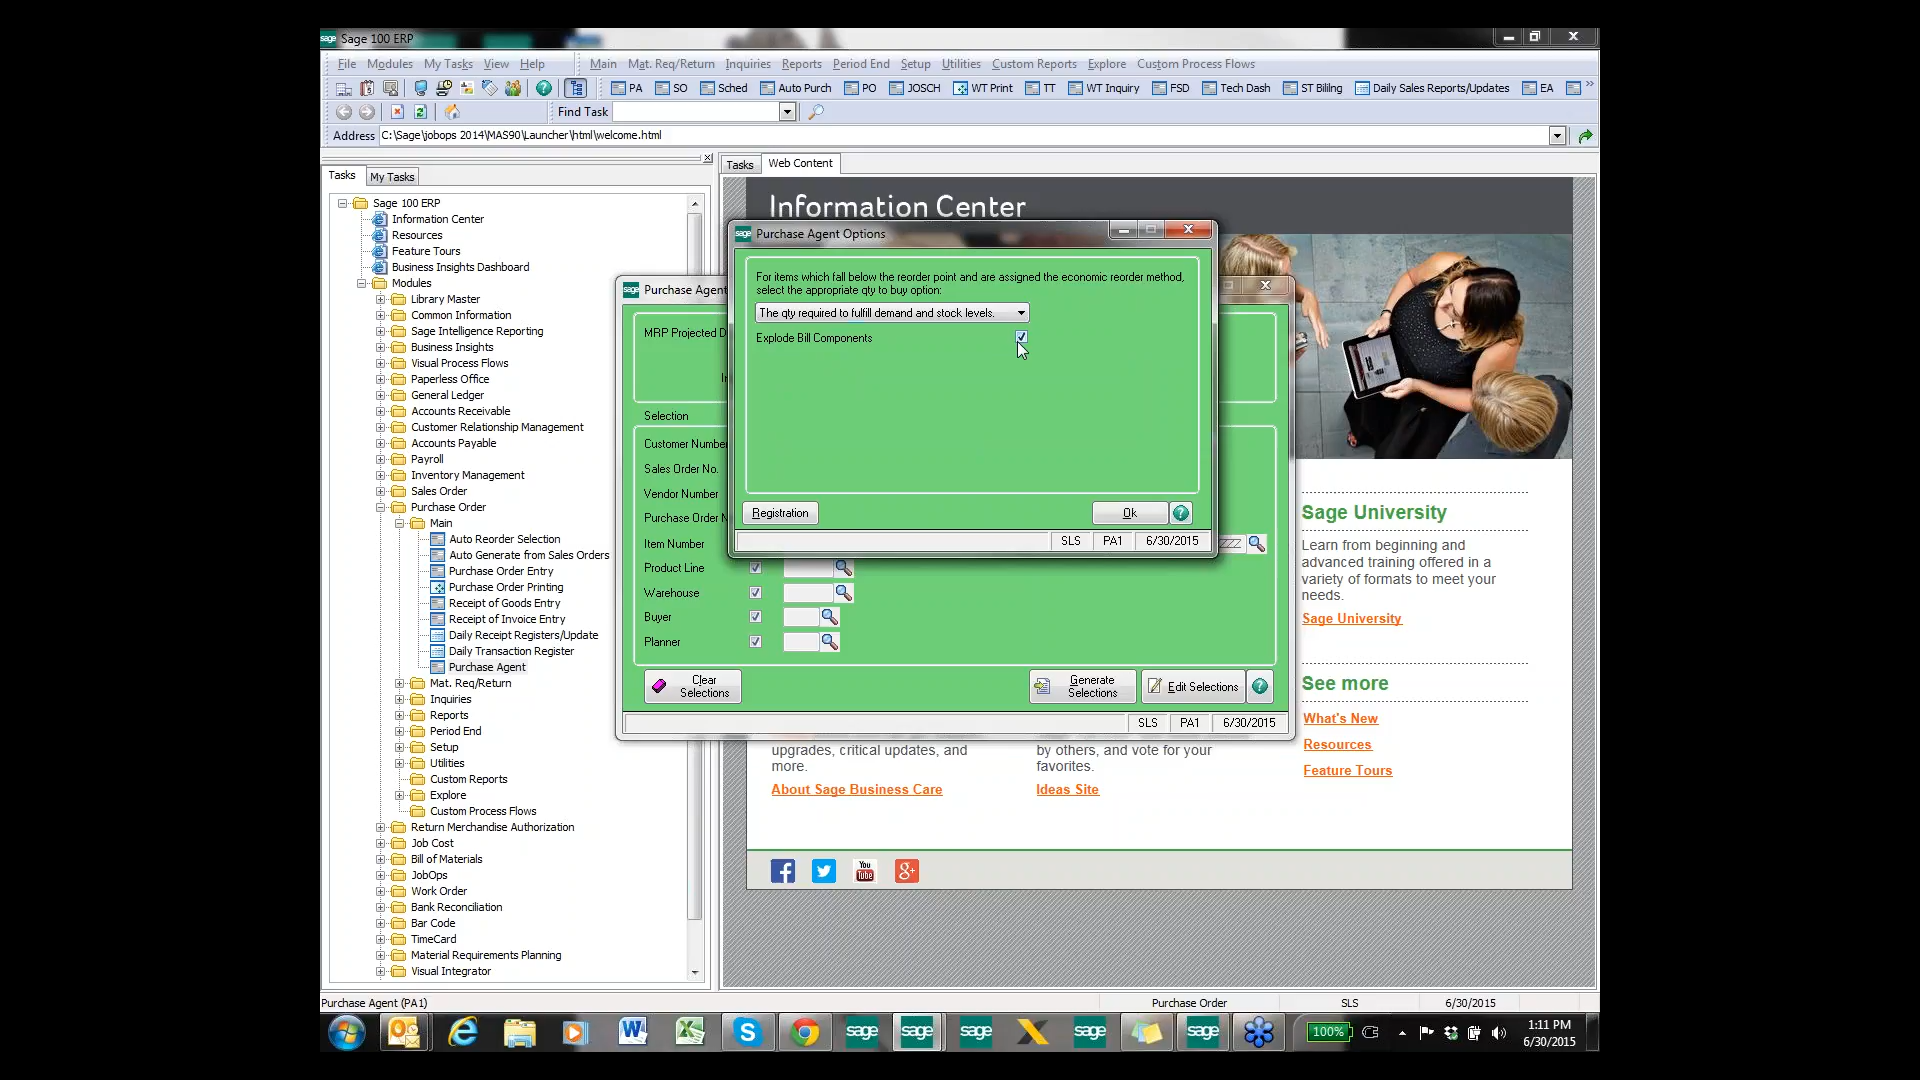 sage Sage 100 ERP
File Modules My Tasks View Help Main Mat. Req/Return Inquiries Reports Period End Setup Utilities Custom Reports Explore Custom Process Flows
PA SO Sched Auto Purch PO JOSCH WT Print TT WT Inquiry FSD Tech Dash ST Biling Daily Sales Reports/Updates EA
Find Task
Address C:\Sage\jobops 2014\MAS90\Launcher\html\welcome.html
Tasks My Tasks
Sage 100 ERP
Information Center
Resources
Feature Tours
Business Insights Dashboard
Modules
Library Master
Common Information
Sage Intelligence Reporting
Business Insights
Visual Process Flows
Paperless Office
General Ledger
Accounts Receivable
Customer Relationship Management
Accounts Payable
Payroll
Inventory Management
Sales Order
Purchase Order
Main
Auto Reorder Selection
Auto Generate from Sales Orders
Purchase Order Entry
Purchase Order Printing
Receipt of Goods Entry
Receipt of Invoice Entry
Daily Receipt Registers/Update
Daily Transaction Register
Purchase Agent
Mat. Req/Return
Inquiries
Reports
Period End
Setup
Utilities
Custom Reports
Explore
Custom Process Flows
Return Merchandise Authorization
Job Cost
Bill of Materials
JobOps
Work Order
Bank Reconciliation
Bar Code
TimeCard
Material Requirements Planning
Visual Integrator
Tasks Web Content
Information Center
sage Purchase Agent Options
For items which fall below the reorder point and are assigned the economic reorder method,
select the appropriate qty to buy option:
The qty required to fulfill demand and stock levels.
Explode Bill Components
Registration Ok
SLS PA1 6/30/2015
sage Purchase Agent
MRP Projected D
Selection
Customer Number
Sales Order No.
Vendor Number
Purchase Order N
Item Number
Product Line
Warehouse
Buyer
Planner
Clear
Selections
Generate
Selections
Edit Selections
SLS PA1 6/30/2015
upgrades, critical updates, and
more.
About Sage Business Care
by others, and vote for your
favorites.
Ideas Site
Sage University
Learn from beginning and
advanced training offered in a
variety of formats to meet your
needs.
Sage University
See more
What's New
Resources
Feature Tours
You
Tube
Purchase Agent (PA1) Purchase Order SLS 6/30/2015
sage sage sage sage sage
100%
1:11 PM
6/30/2015